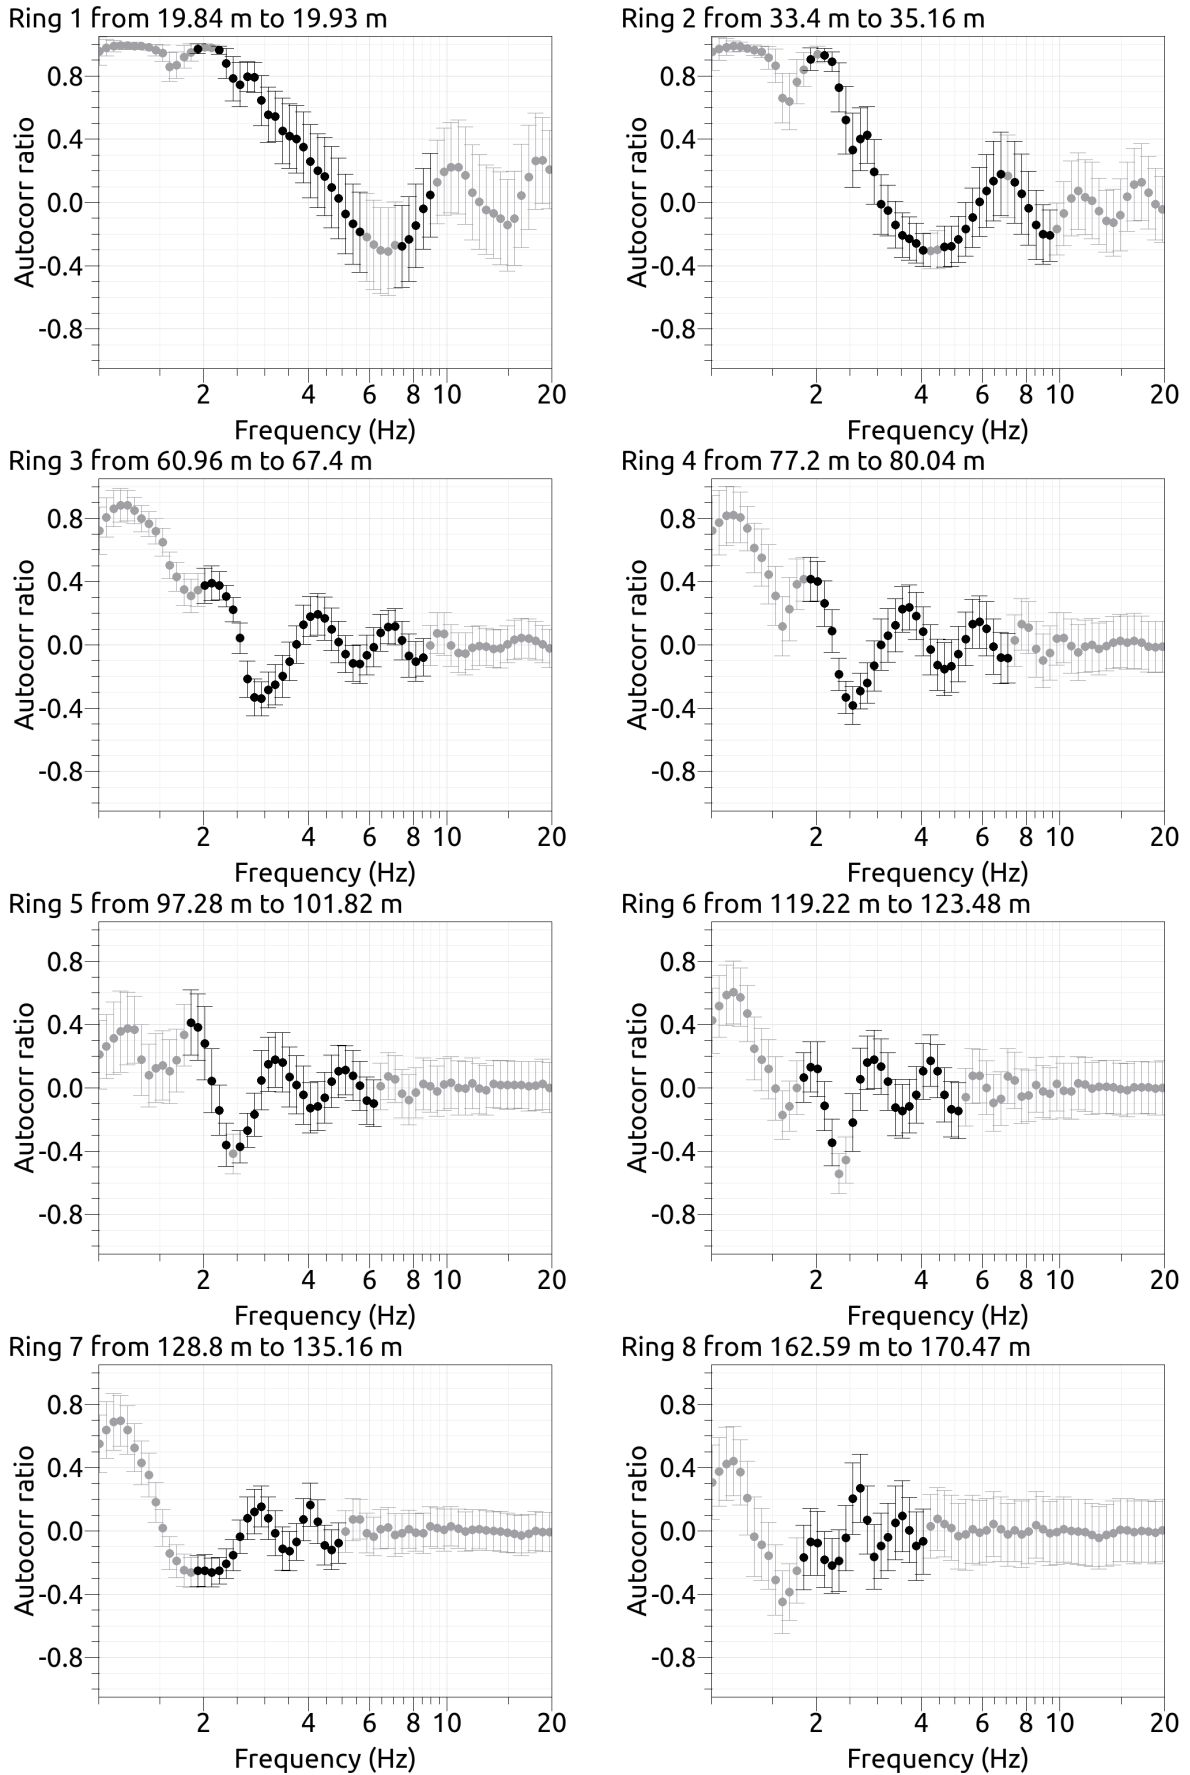 Ring 1 from 19.84 m to 19.93 m
Autocorr ratio
0.8
0.4
0.0
-0.4
-0.8
2 4 6 8 10 20
Frequency (Hz)
Ring 2 from 33.4 m to 35.16 m
Autocorr ratio
0.8
0.4
0.0
-0.4
-0.8
2 4 6 8 10 20
Frequency (Hz)
Ring 3 from 60.96 m to 67.4 m
Autocorr ratio
0.8
0.4
0.0
-0.4
-0.8
2 4 6 8 10 20
Frequency (Hz)
Ring 4 from 77.2 m to 80.04 m
Autocorr ratio
0.8
0.4
0.0
-0.4
-0.8
2 4 6 8 10 20
Frequency (Hz)
Ring 5 from 97.28 m to 101.82 m
Autocorr ratio
0.8
0.4
0.0
-0.4
-0.8
2 4 6 8 10 20
Frequency (Hz)
Ring 6 from 119.22 m to 123.48 m
Autocorr ratio
0.8
0.4
0.0
-0.4
-0.8
2 4 6 8 10 20
Frequency (Hz)
Ring 7 from 128.8 m to 135.16 m
Autocorr ratio
0.8
0.4
0.0
-0.4
-0.8
2 4 6 8 10 20
Frequency (Hz)
Ring 8 from 162.59 m to 170.47 m
Autocorr ratio
0.8
0.4
0.0
-0.4
-0.8
2 4 6 8 10 20
Frequency (Hz)